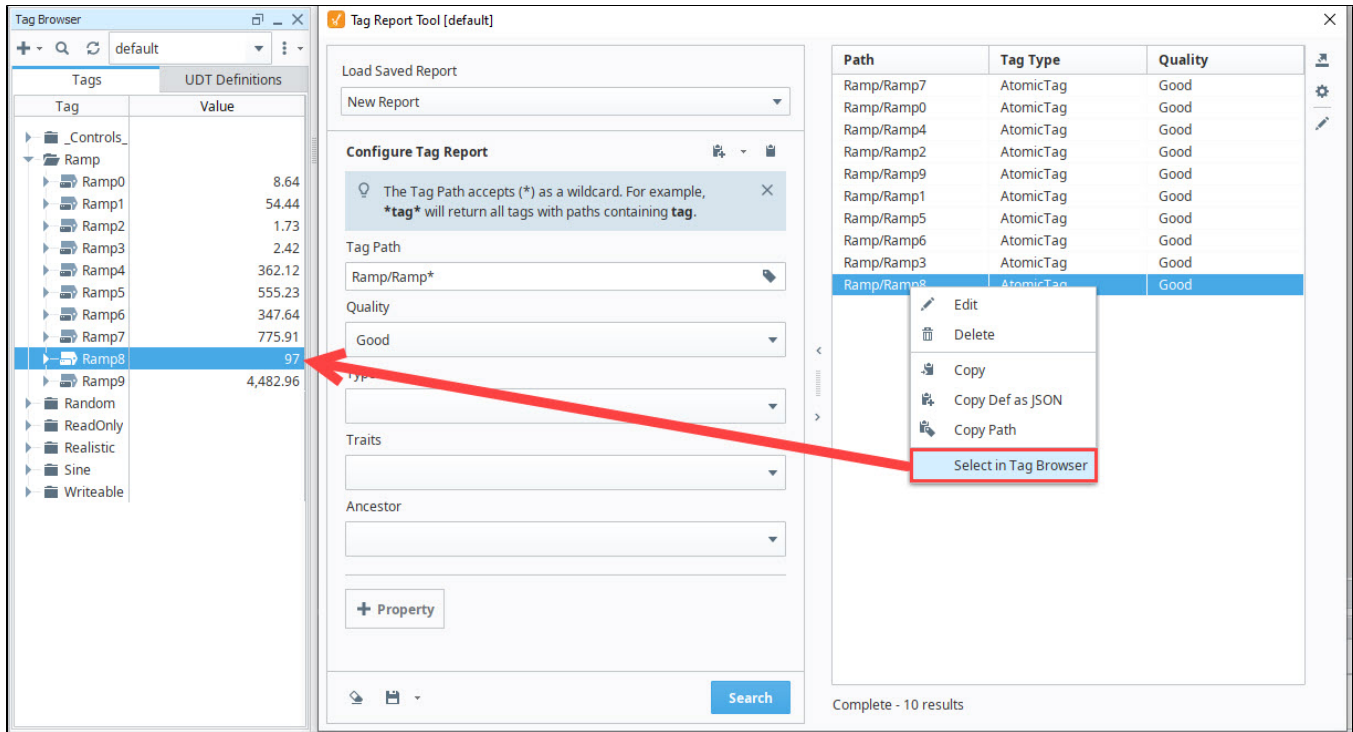 Tag Browser
default
Tags UDT Definitions
Tag Value
_Controls_
Ramp
Ramp0 8.64
Ramp1 54.44
Ramp2 1.73
Ramp3 2.42
Ramp4 362.12
Ramp5 555.23
Ramp6 347.64
Ramp7 775.91
Ramp8 97
Ramp9 4,482.96
Random
ReadOnly
Realistic
Sine
Writeable
Tag Report Tool [default]
Load Saved Report
New Report
Configure Tag Report
The Tag Path accepts (*) as a wildcard. For example,
*tag* will return all tags with paths containing tag.
Tag Path
Ramp/Ramp*
Quality
Good
Type
Traits
Ancestor
+ Property
Search
Path Tag Type Quality
Ramp/Ramp7 AtomicTag Good
Ramp/Ramp0 AtomicTag Good
Ramp/Ramp4 AtomicTag Good
Ramp/Ramp2 AtomicTag Good
Ramp/Ramp9 AtomicTag Good
Ramp/Ramp1 AtomicTag Good
Ramp/Ramp5 AtomicTag Good
Ramp/Ramp6 AtomicTag Good
Ramp/Ramp3 AtomicTag Good
Ramp/Ramp8 AtomicTag Good
Edit
Delete
Copy
Copy Def as JSON
Copy Path
Select in Tag Browser
Complete - 10 results